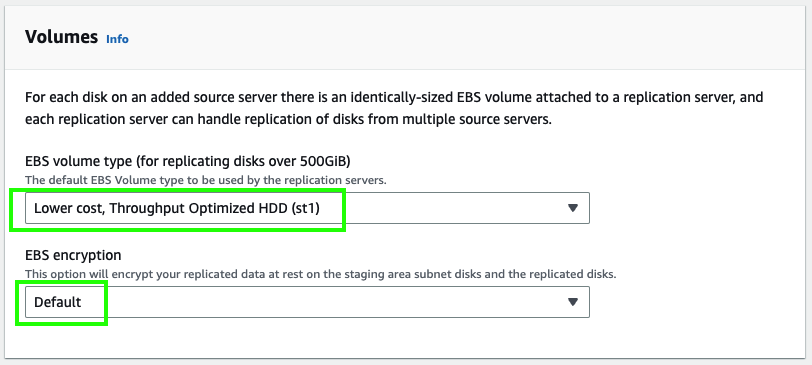 Volumes Info
For each disk on an added source server there is an identically-sized EBS volume attached to a replication server, and
each replication server can handle replication of disks from multiple source servers.
EBS volume type (for replicating disks over 500GiB)
The default EBS Volume type to be used by the replication servers.
Lower cost, Throughput Optimized HDD (st1)
EBS encryption
This option will encrypt your replicated data at rest on the staging area subnet disks and the replicated disks.
Default